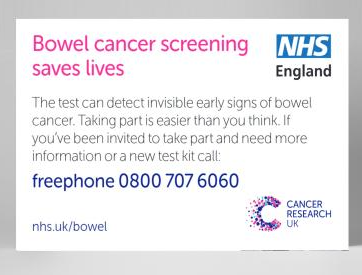 Bowel cancer screening
saves lives
NHS
England
The test can detect invisible early signs of bowel
cancer. Taking part is easier than you think. If
you've been invited to take part and need more
information or a new test kit call:
freephone 0800 707 6060
nhs.uk/bowel
CANCER
RESEARCH
UK